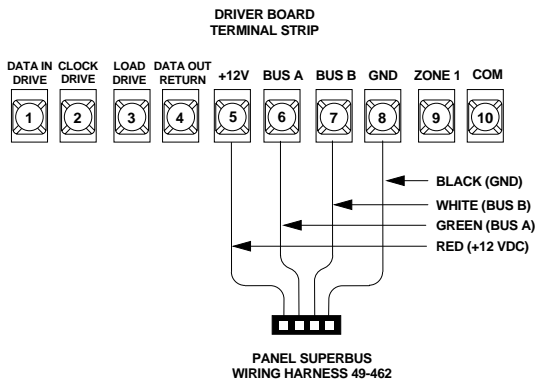 DRIVER BOARD
TERMINAL STRIP
DATA IN DRIVE
CLOCK DRIVE
LOAD DRIVE
DATA OUT RETURN
+12V
BUS A
BUS B
GND
ZONE 1
COM
1
2
3
4
5
6
7
8
9
10
BLACK (GND)
WHITE (BUS B)
GREEN (BUS A)
RED (+12 VDC)
PANEL SUPERBUS
WIRING HARNESS 49-462